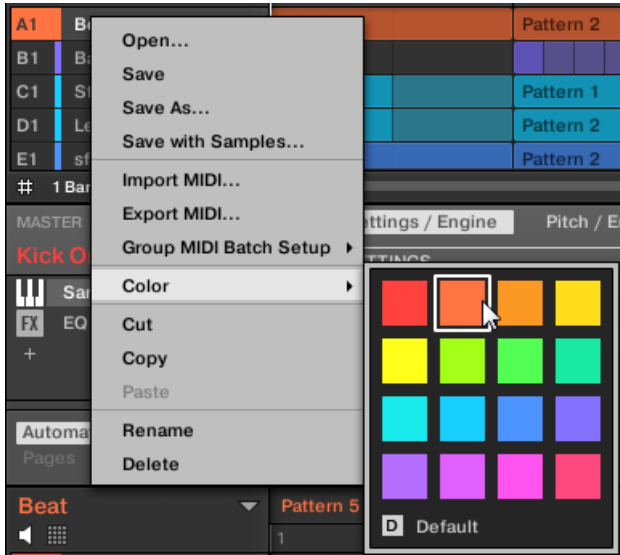 A1
Pattern 2
B1
C1
Pattern 1
D1
Pattern 2
E1
Pattern 2
1 Bar
Open...
Save
Save As...
Save with Samples...
Import MIDI...
Export MIDI...
Group MIDI Batch Setup
Color
Cut
Copy
Paste
Rename
Delete
MASTER
/ Engine
Pitch /
Kick
FX EQ
+
D Default
Pages
Beat
Pattern 5
1